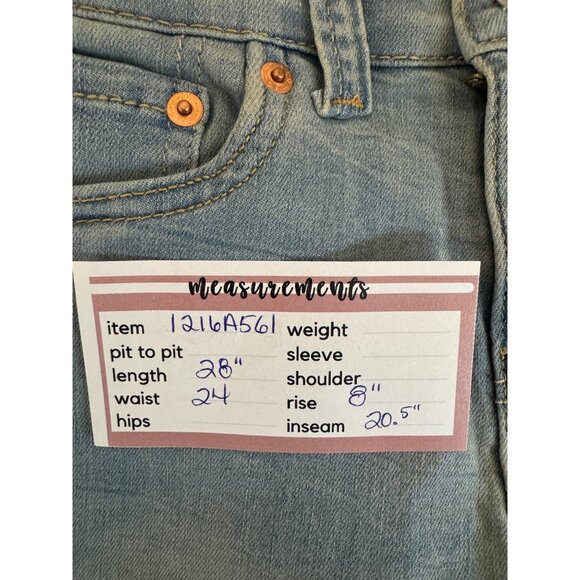 measurements
item 1216A561 weight
pit to pit sleeve
length 28" shoulder
waist 24 rise 8"
hips inseam 20.5"